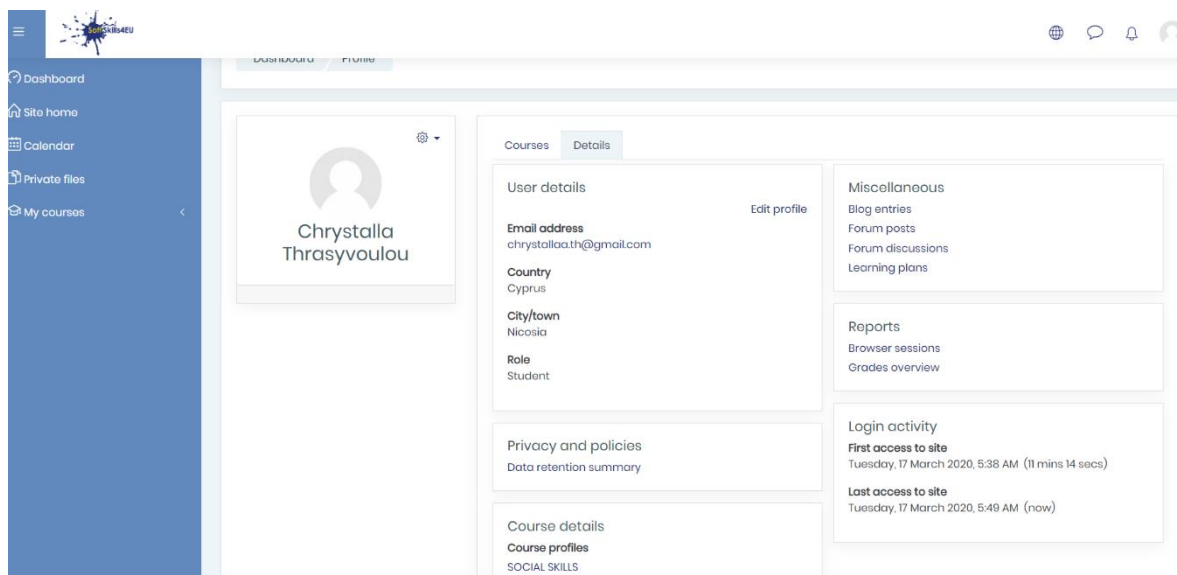 SoftSkills4EU
Dashboard
Site home
Calendar
Private files
My courses
Dashboard / Profile
Chrystalla
Thrasyvoulou
Courses Details
User details
Edit profile
Email address
chrystallaa.th@gmail.com
Country
Cyprus
City/town
Nicosia
Role
Student
Privacy and policies
Data retention summary
Course details
Course profiles
SOCIAL SKILLS
Miscellaneous
Blog entries
Forum posts
Forum discussions
Learning plans
Reports
Browser sessions
Grades overview
Login activity
First access to site
Tuesday, 17 March 2020, 5:38 AM (11 mins 14 secs)
Last access to site
Tuesday, 17 March 2020, 5:49 AM (now)